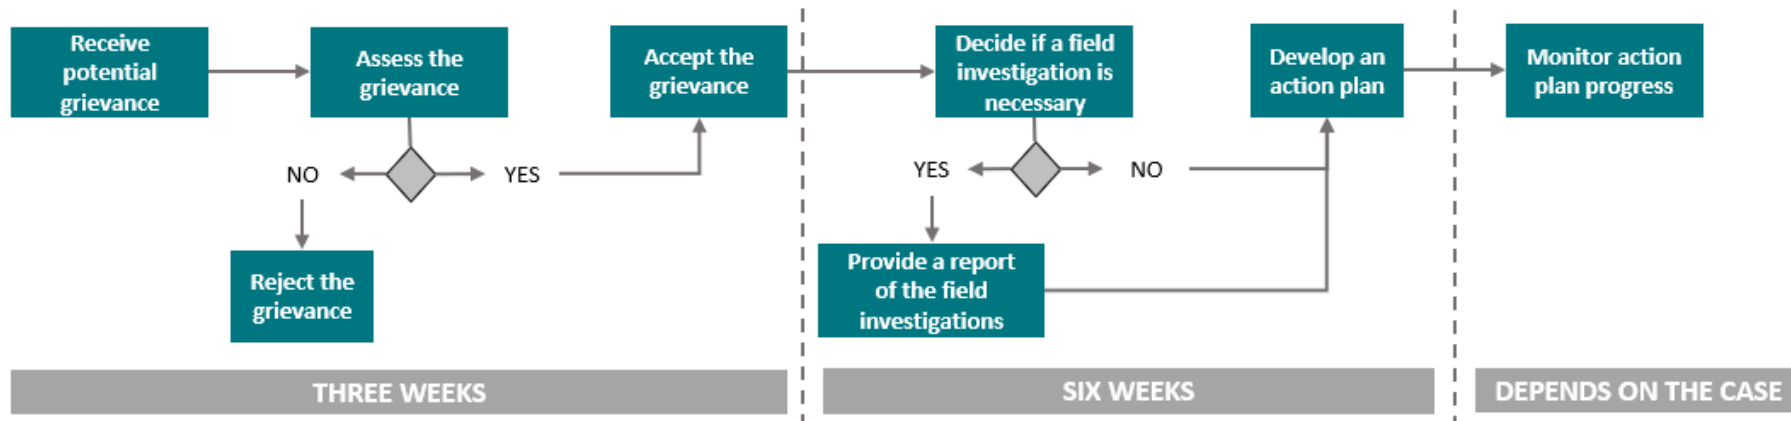 Receive
potential
grievance
Assess the
grievance
Accept the
grievance
NO
YES
Reject the
grievance
THREE WEEKS
Decide if a field
investigation is
necessary
Develop an
action plan
YES
NO
Provide a report
of the field
investigations
SIX WEEKS
Monitor action
plan progress
DEPENDS ON THE CASE